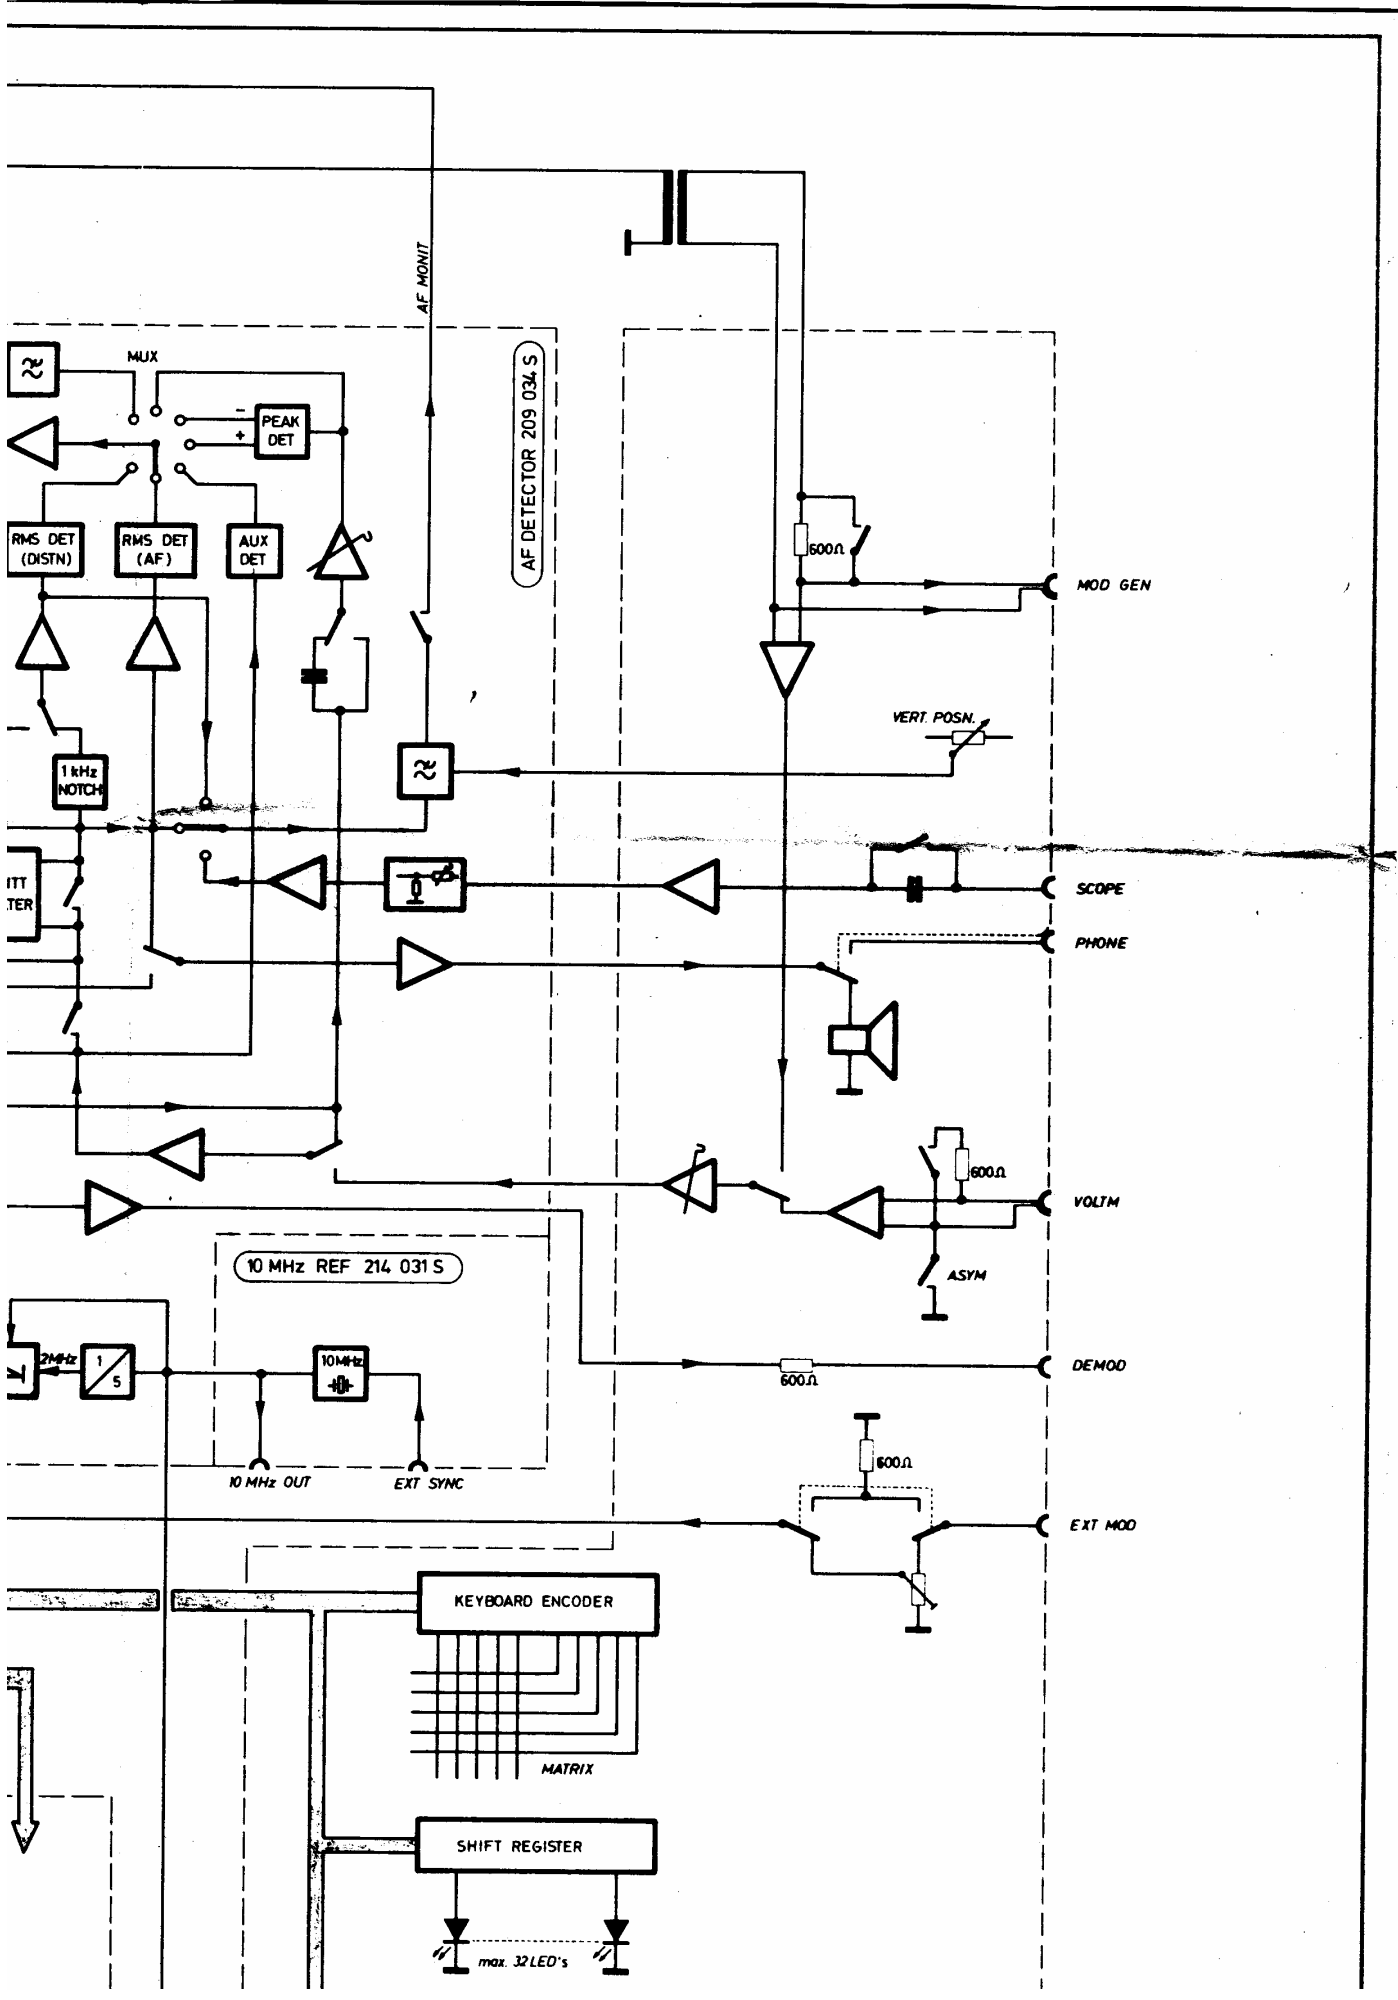 AF MONIT
MUX
AF DETECTOR 209 034 S
-
PEAK
+
DET
RMS DET
(DISTN)
RMS DET
(AF)
AUX
DET
600Ω
MOD GEN
VERT. POSN.
1 kHz
NOTCH
ITT
TER
SCOPE
PHONE
600Ω
VOLTM
10 MHz REF 214 031 S
ASYM
2MHz
1
5
10MHz
DEMOD
600Ω
600Ω
10 MHz OUT
EXT SYNC
EXT MOD
KEYBOARD ENCODER
MATRIX
SHIFT REGISTER
max. 32 LED's